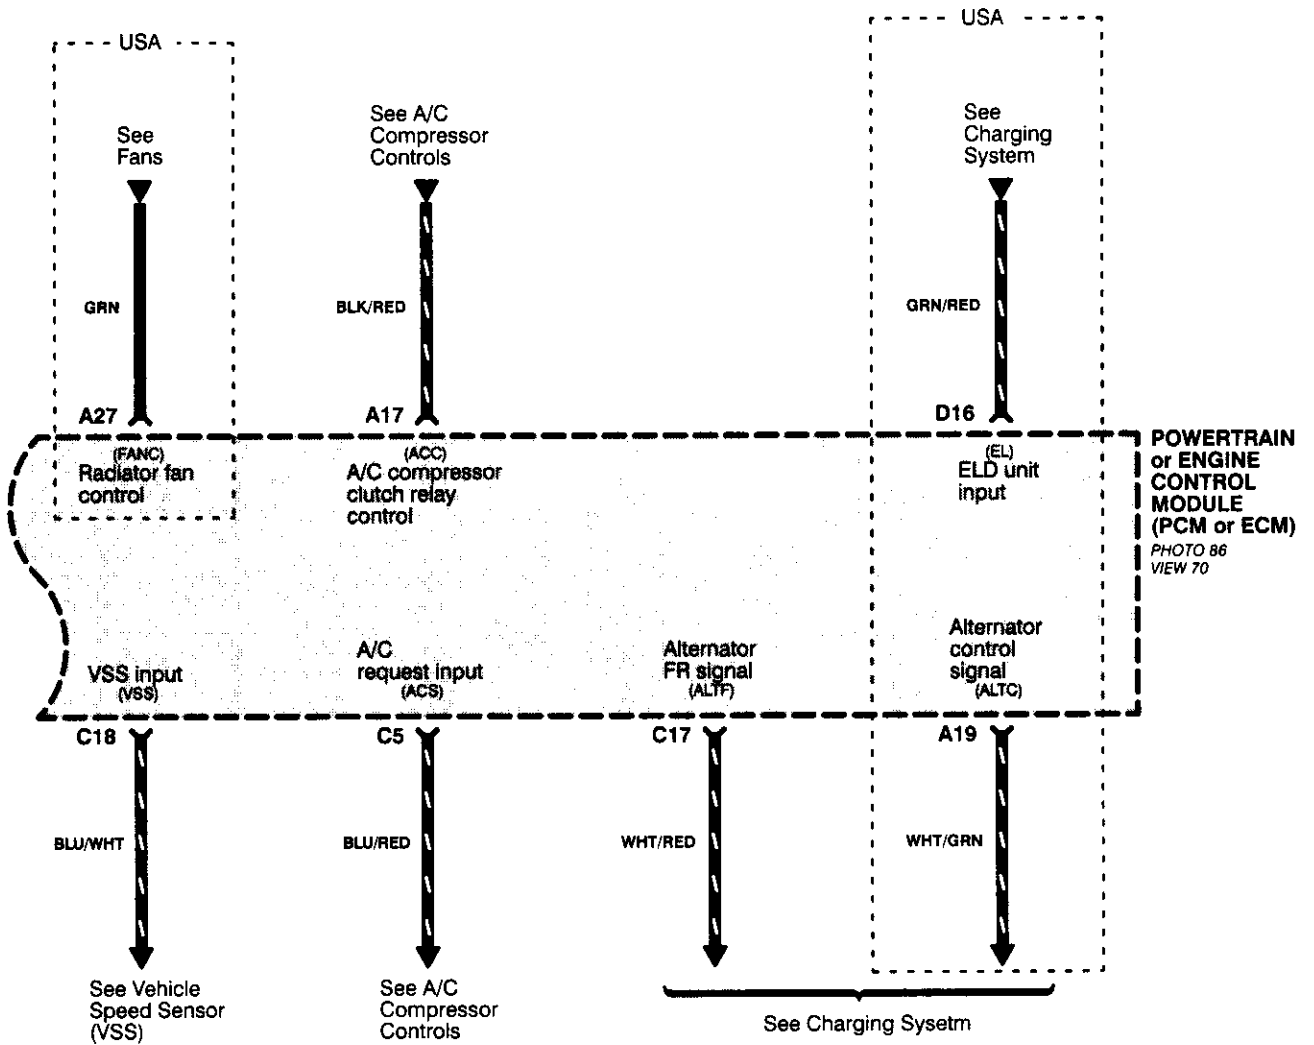 USA
USA
See
Fans
See A/C
Compressor
Controls
See
Charging
System
GRN
BLK/RED
GRN/RED
A27
A17
D16
(FANC)
Radiator fan
control
(ACC)
A/C compressor
clutch relay
control
(EL)
ELD unit
input
POWERTRAIN
or ENGINE
CONTROL
MODULE
(PCM or ECM)
PHOTO 86
VIEW 70
VSS input
(VSS)
A/C
request input
(ACS)
Alternator
FR signal
(ALTF)
Alternator
control
signal
(ALTC)
C18
C5
C17
A19
BLU/WHT
BLU/RED
WHT/RED
WHT/GRN
See Vehicle
Speed Sensor
(VSS)
See A/C
Compressor
Controls
See Charging Sysetm